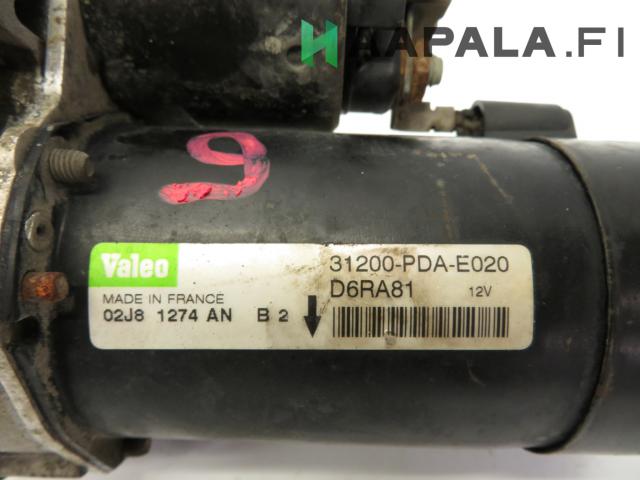 HAAPALA.FI
9
Valeo
31200-PDA-E020
MADE IN FRANCE
D6RA81 12V
02J8 1274 AN B 2